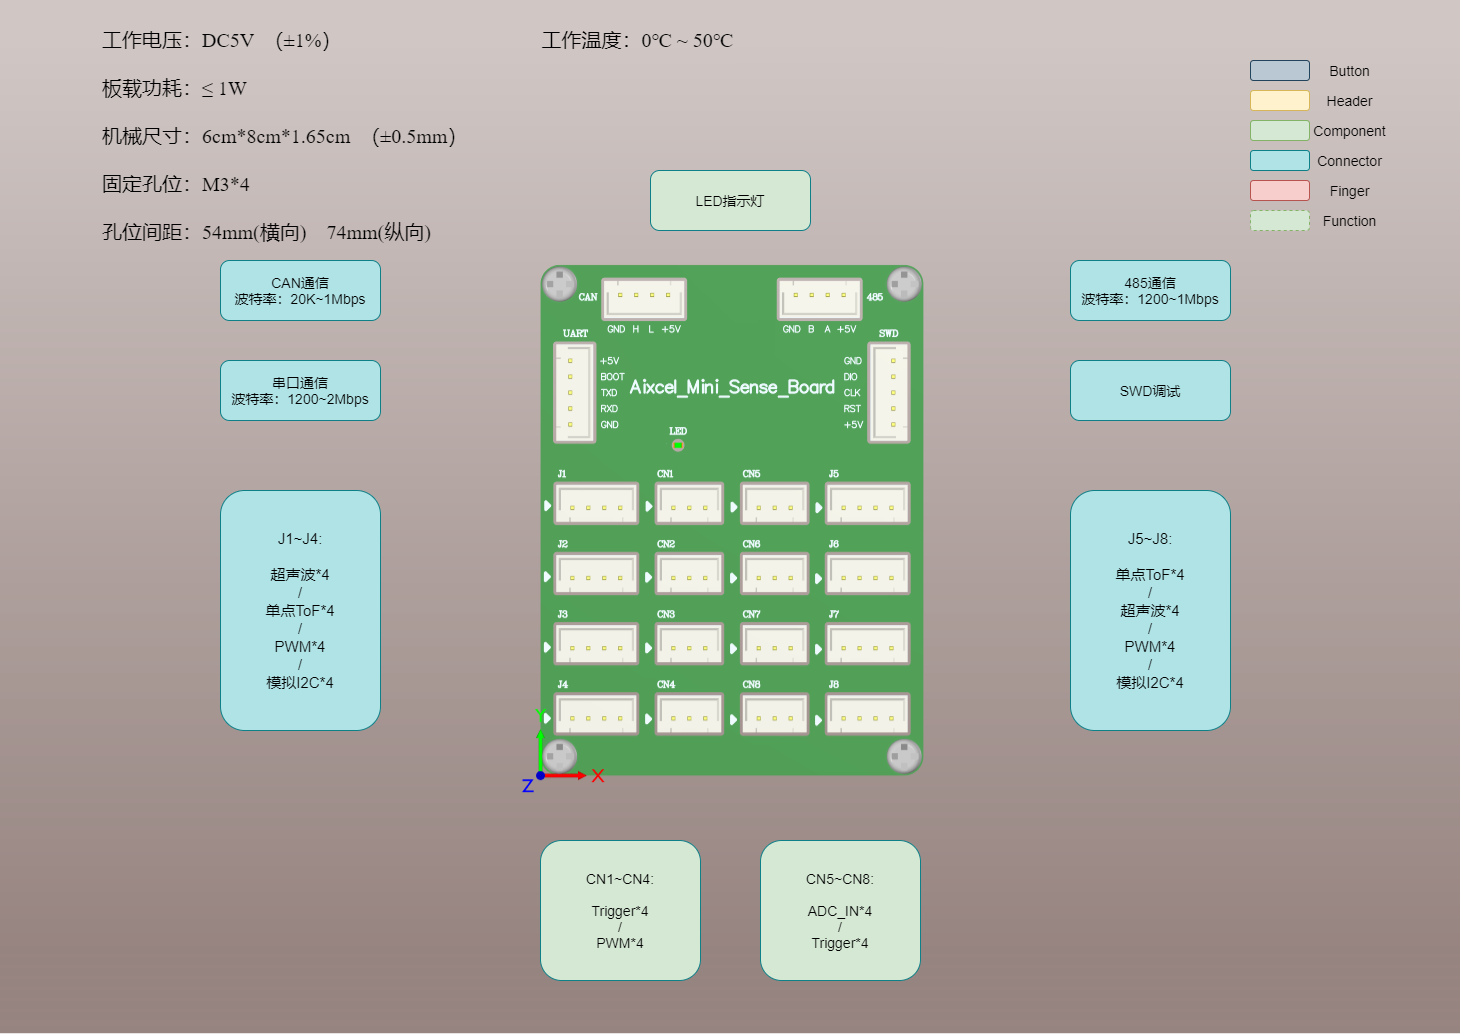 工作电压：DC5V （±1%）
工作温度：0℃ ~ 50℃
板载功耗：≤ 1W
机械尺寸：6cm*8cm*1.65cm （±0.5mm）
固定孔位：M3*4
孔位间距：54mm(横向) 74mm(纵向)
Button
Header
Component
Connector
Finger
Function
LED指示灯
CAN通信
波特率：20K~1Mbps
串口通信
波特率：1200~2Mbps
485通信
波特率：1200~1Mbps
SWD调试
CAN
GND H L +5V
485
GND B A +5V
UART
+5V
BOOT
TXD
RXD
GND
SWD
GND
DIO
CLK
RST
+5V
Aixcel_Mini_Sense_Board
LED
J1 CN1 CN5 J5
J2 CN2 CN6 J6
J3 CN3 CN7 J7
J4 CN4 CN8 J8
Y
Z
X
J1~J4:
超声波*4
/
单点ToF*4
/
PWM*4
/
模拟I2C*4
J5~J8:
单点ToF*4
/
超声波*4
/
PWM*4
/
模拟I2C*4
CN1~CN4:
Trigger*4
/
PWM*4
CN5~CN8:
ADC_IN*4
/
Trigger*4